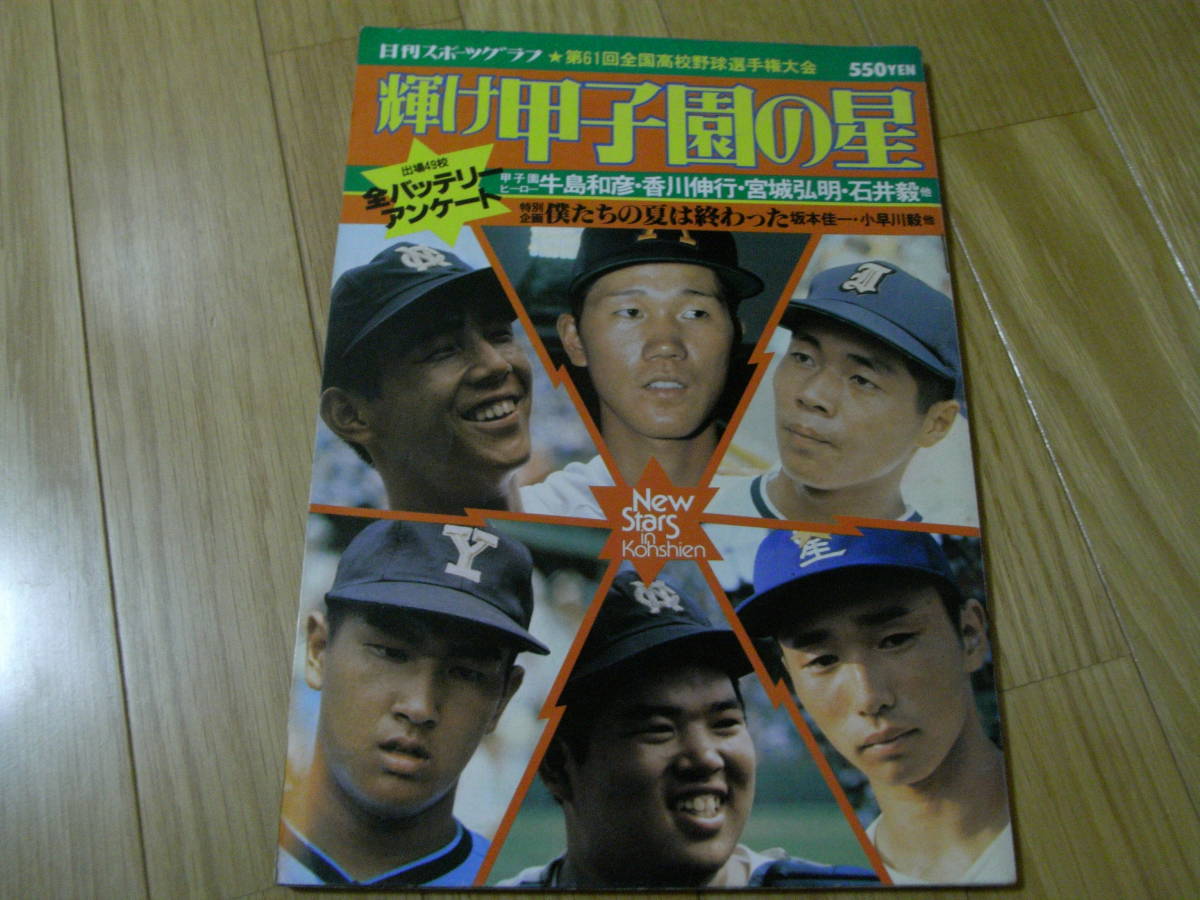 日刊スポーツグラフ★第61回全国高校野球選手権大会
550YEN
輝け甲子園の星
出場49校
全バッテリー
アンケート
甲子園
ヒーロー
牛島和彦・香川伸行・宮城弘明・石井毅他
特別
企画
僕たちの夏は終わった坂本佳一・小早川毅他
New
Stars
in
Kohshien
Y